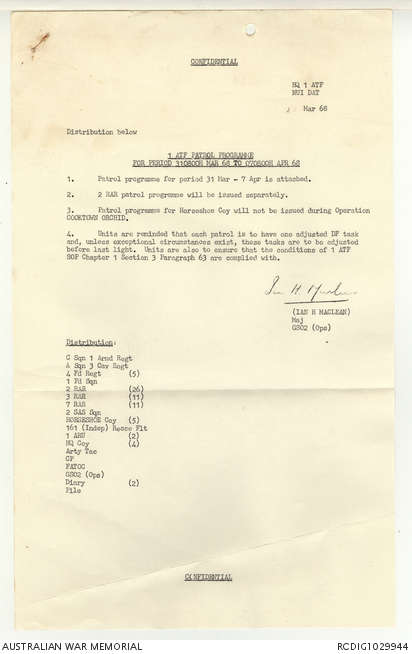 CONFIDENTIAL
HQ 1 ATF
NUI DAT
Mar 68
Distribution below
1 ATF PATROL PROGRAMME
FOR PERIOD 310800H MAR 68 TO 070800H APR 68
1. Patrol programme for period 31 Mar - 7 Apr is attached.
2. 2 RAR patrol programme will be issued separately.
3. Patrol programme for Horseshoe Coy will not be issued during Operation
COOKTOWN ORCHID.
4. Units are reminded that each patrol is to have one adjusted DF task
and, unless exceptional circumstances exist, these tasks are to be adjusted
before last light. Units are also to ensure that the conditions of 1 ATF
SOP Chapter 1 Section 3 Paragraph 63 are complied with.
(IAN H MACLEAN)
Maj
GSO2 (Ops)
Distribution:
C Sqn 1 Armd Regt
A Sqn 3 Cav Regt
4 Fd Regt (5)
1 Fd Sqn
2 RAR (26)
3 RAR (11)
7 RAR (11)
2 SAS Sqn
HORSESHOE Coy (5)
161 (Indep) Recce Flt
1 ARU (2)
HQ Coy (4)
Arty Tac
CP
FATOC
GSO2 (Ops)
Diary (2)
File
CONFIDENTIAL
AUSTRALIAN WAR MEMORIAL RCDIG1029944